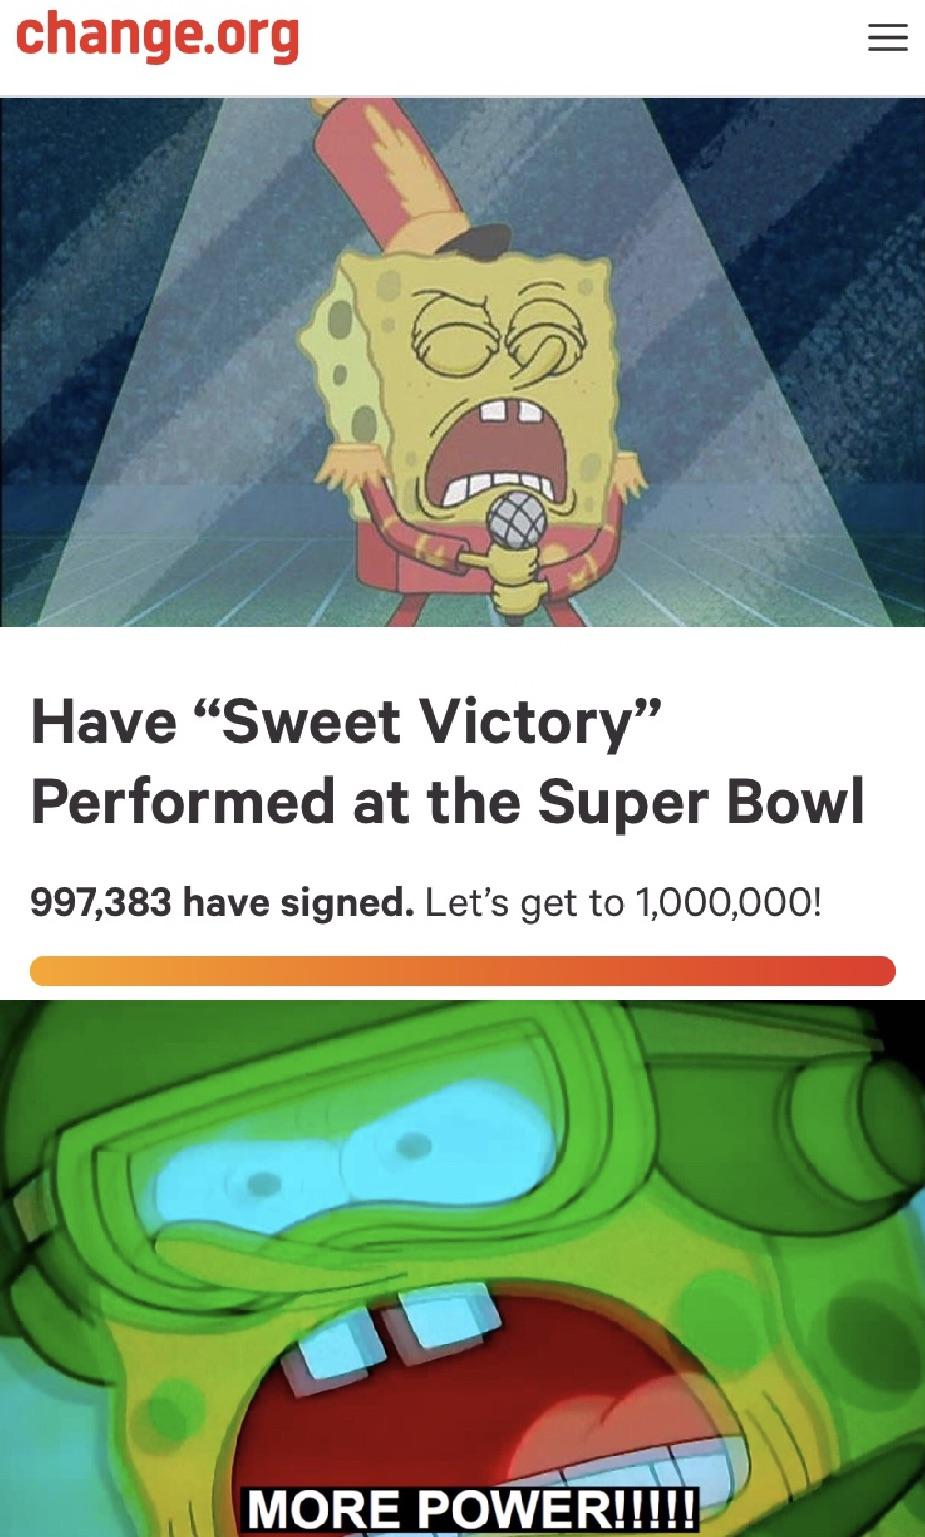 change.org
Have “Sweet Victory”
Performed at the Super Bowl
997,383 have signed. Let’s get to 1,000,000!
MORE POWER!!!!!